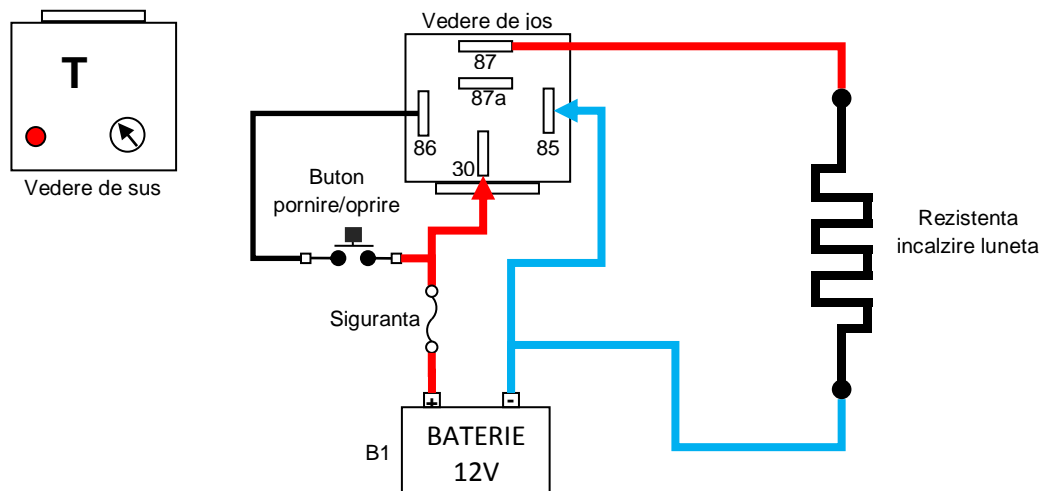 T
Vedere de sus
Vedere de jos
87
87a
86
85
30
Buton
pornire/oprire
Siguranta
Rezistenta
incalzire luneta
+
-
B1
BATERIE
12V